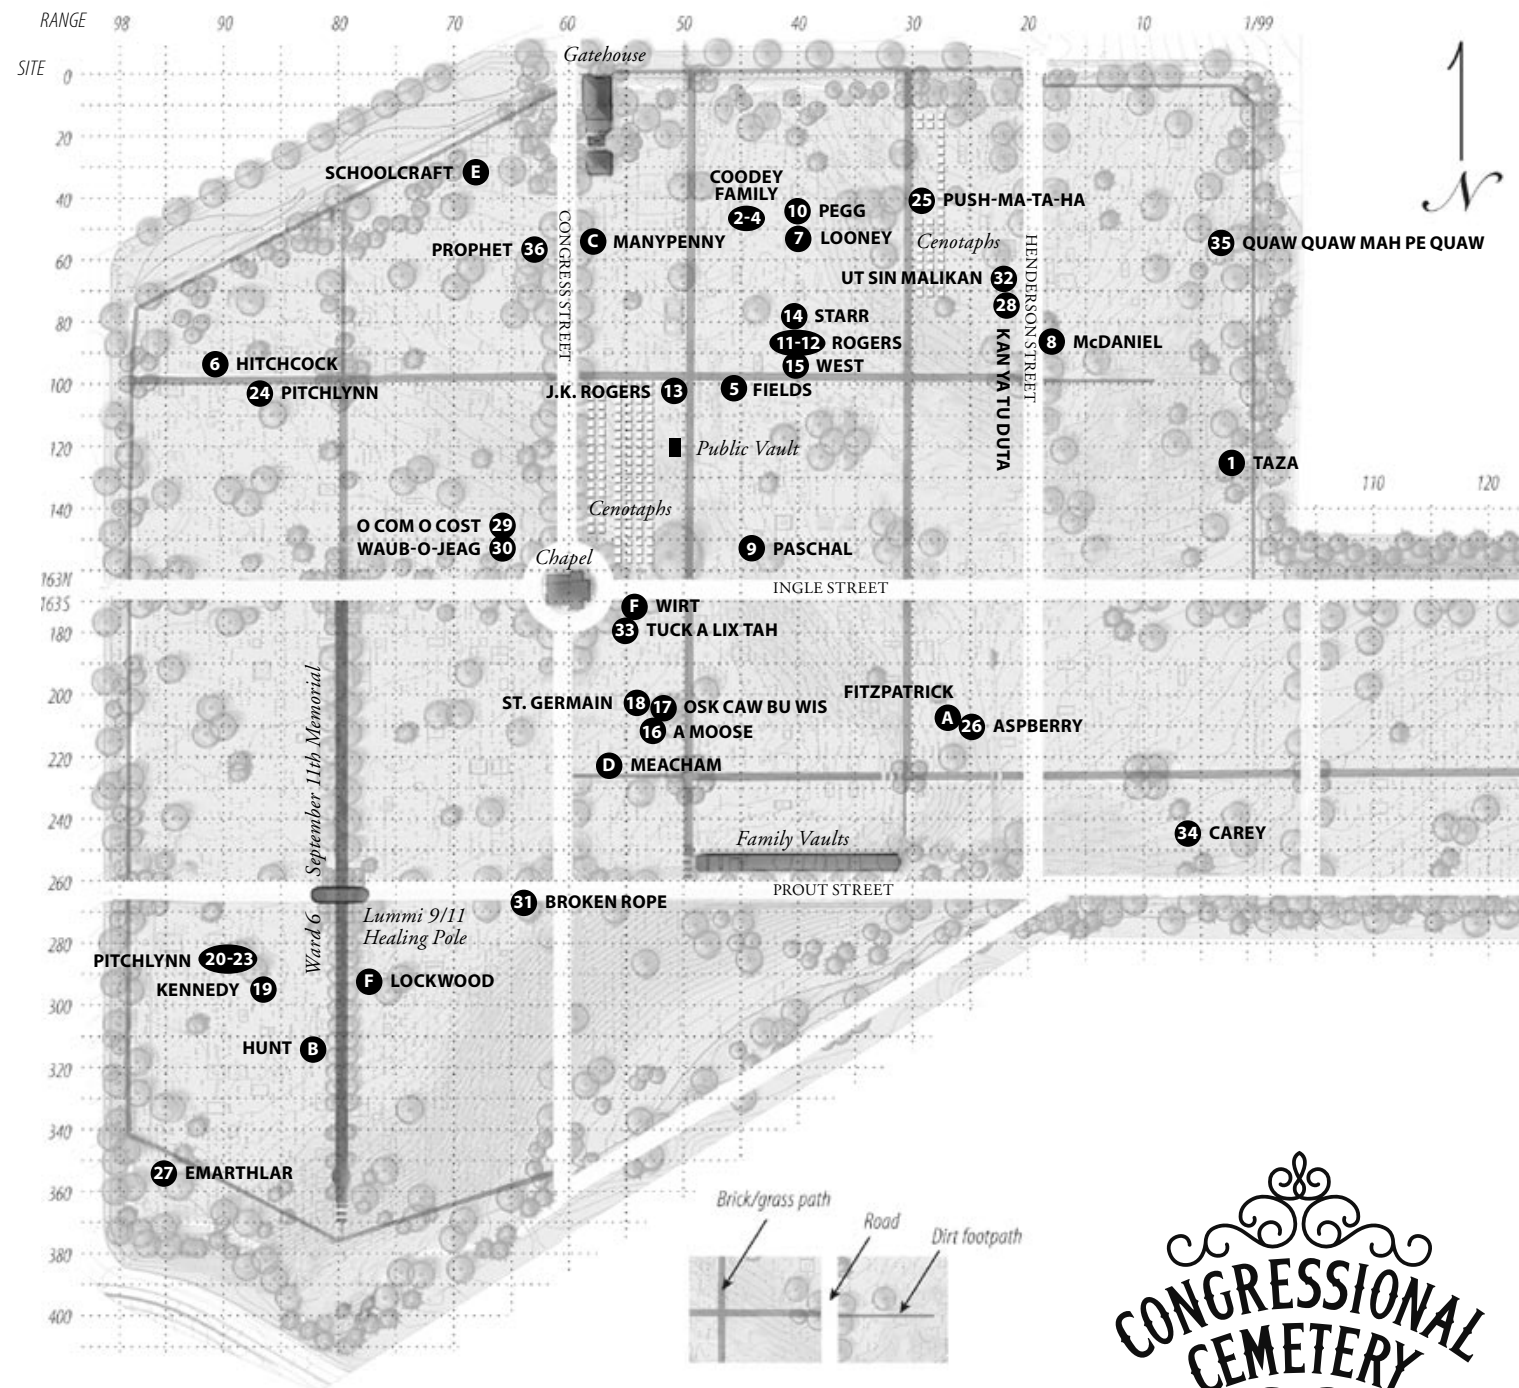 RANGE 98 90 80 70 60 50 40 30 20 10 1/99
Gatehouse
SITE
0
20
SCHOOLCRAFT E
COODEY
FAMILY
2-4
10 PEGG
25 PUSH-MA-TA-HA
40
PROPHET 36
C MANYPENNY
7 LOONEY
Cenotaphs
35 QUAW QUAW MAH PE QUAW
N
60
CONGRESS STREET
HENDERSON STREET
UT SIN MALIKAN 32
28
KAN YA TU DUTA
80
14 STARR
11-12 ROGERS
8 McDANIEL
6 HITCHCOCK
15 WEST
100
24 PITCHLYNN
J.K. ROGERS 13
5 FIELDS
120
Public Vault
1 TAZA
110 120
140
Cenotaphs
O COM O COST 29
WAUB-O-JEAG 30
9 PASCHAL
Chapel
163N
INGLE STREET
163S
F WIRT
180
33 TUCK A LIX TAH
200
ST. GERMAIN 18
17 OSK CAW BU WIS
FITZPATRICK
A
26 ASPBERRY
16 A MOOSE
220
D MEACHAM
September 11th Memorial
240
Family Vaults
34 CAREY
260
PROUT STREET
31 BROKEN ROPE
Lummi 9/11
Healing Pole
Ward 6
280
PITCHLYNN 20-23
KENNEDY 19
F LOCKWOOD
300
HUNT B
320
340
27 EMARTHLAR
360
380
400
Brick/grass path
Road
Dirt footpath
CONGRESSIONAL
CEMETERY